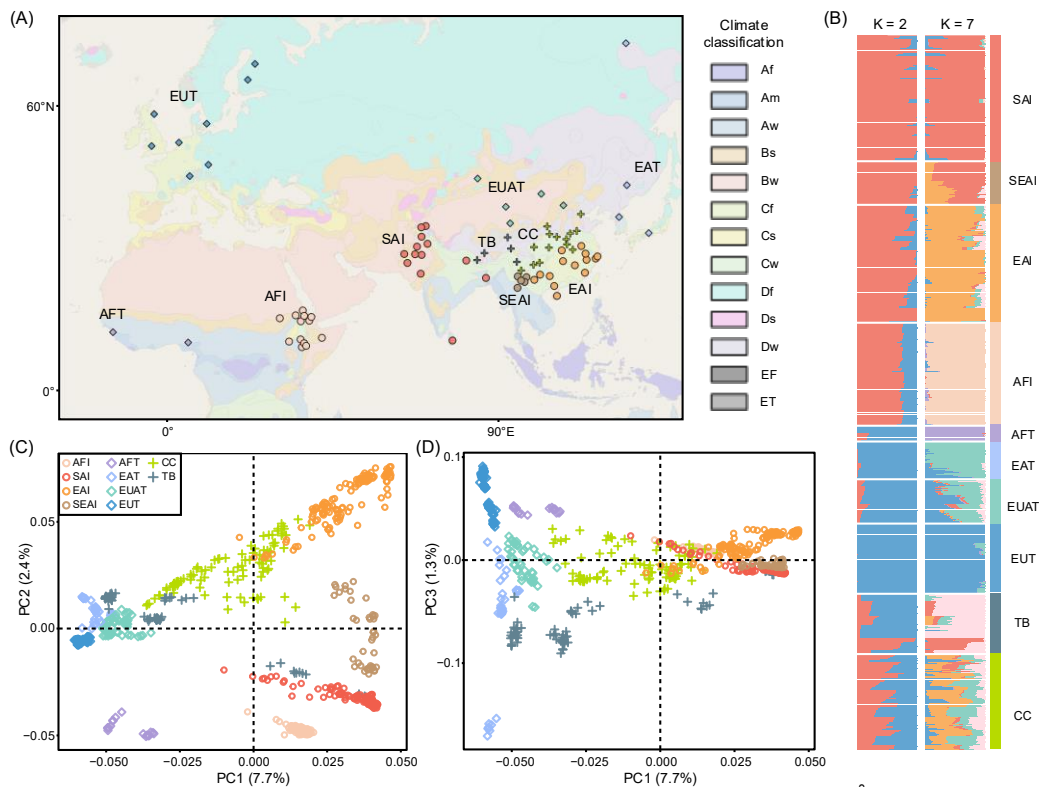 (A)
60°N
0°
0°
90°E
EUT
EAT
EUAT
SAI
TB
CC
AFI
SEAI
EAI
AFT
Climate
classification
Af
Am
Aw
Bs
Bw
Cf
Cs
Cw
Df
Ds
Dw
EF
ET
(B)
K = 2
K = 7
SAI
SEAI
EAI
AFI
AFT
EAT
EUAT
EUT
TB
CC
(C)
AFI
AFT
CC
SAI
EAT
TB
EAI
EUAT
SEAI
EUT
PC2 (2.4%)
0.05
0.00
−0.05
−0.050
−0.025
0.000
0.025
0.050
PC1 (7.7%)
(D)
PC3 (1.3%)
0.1
0.0
−0.1
−0.050
−0.025
0.000
0.025
0.050
PC1 (7.7%)